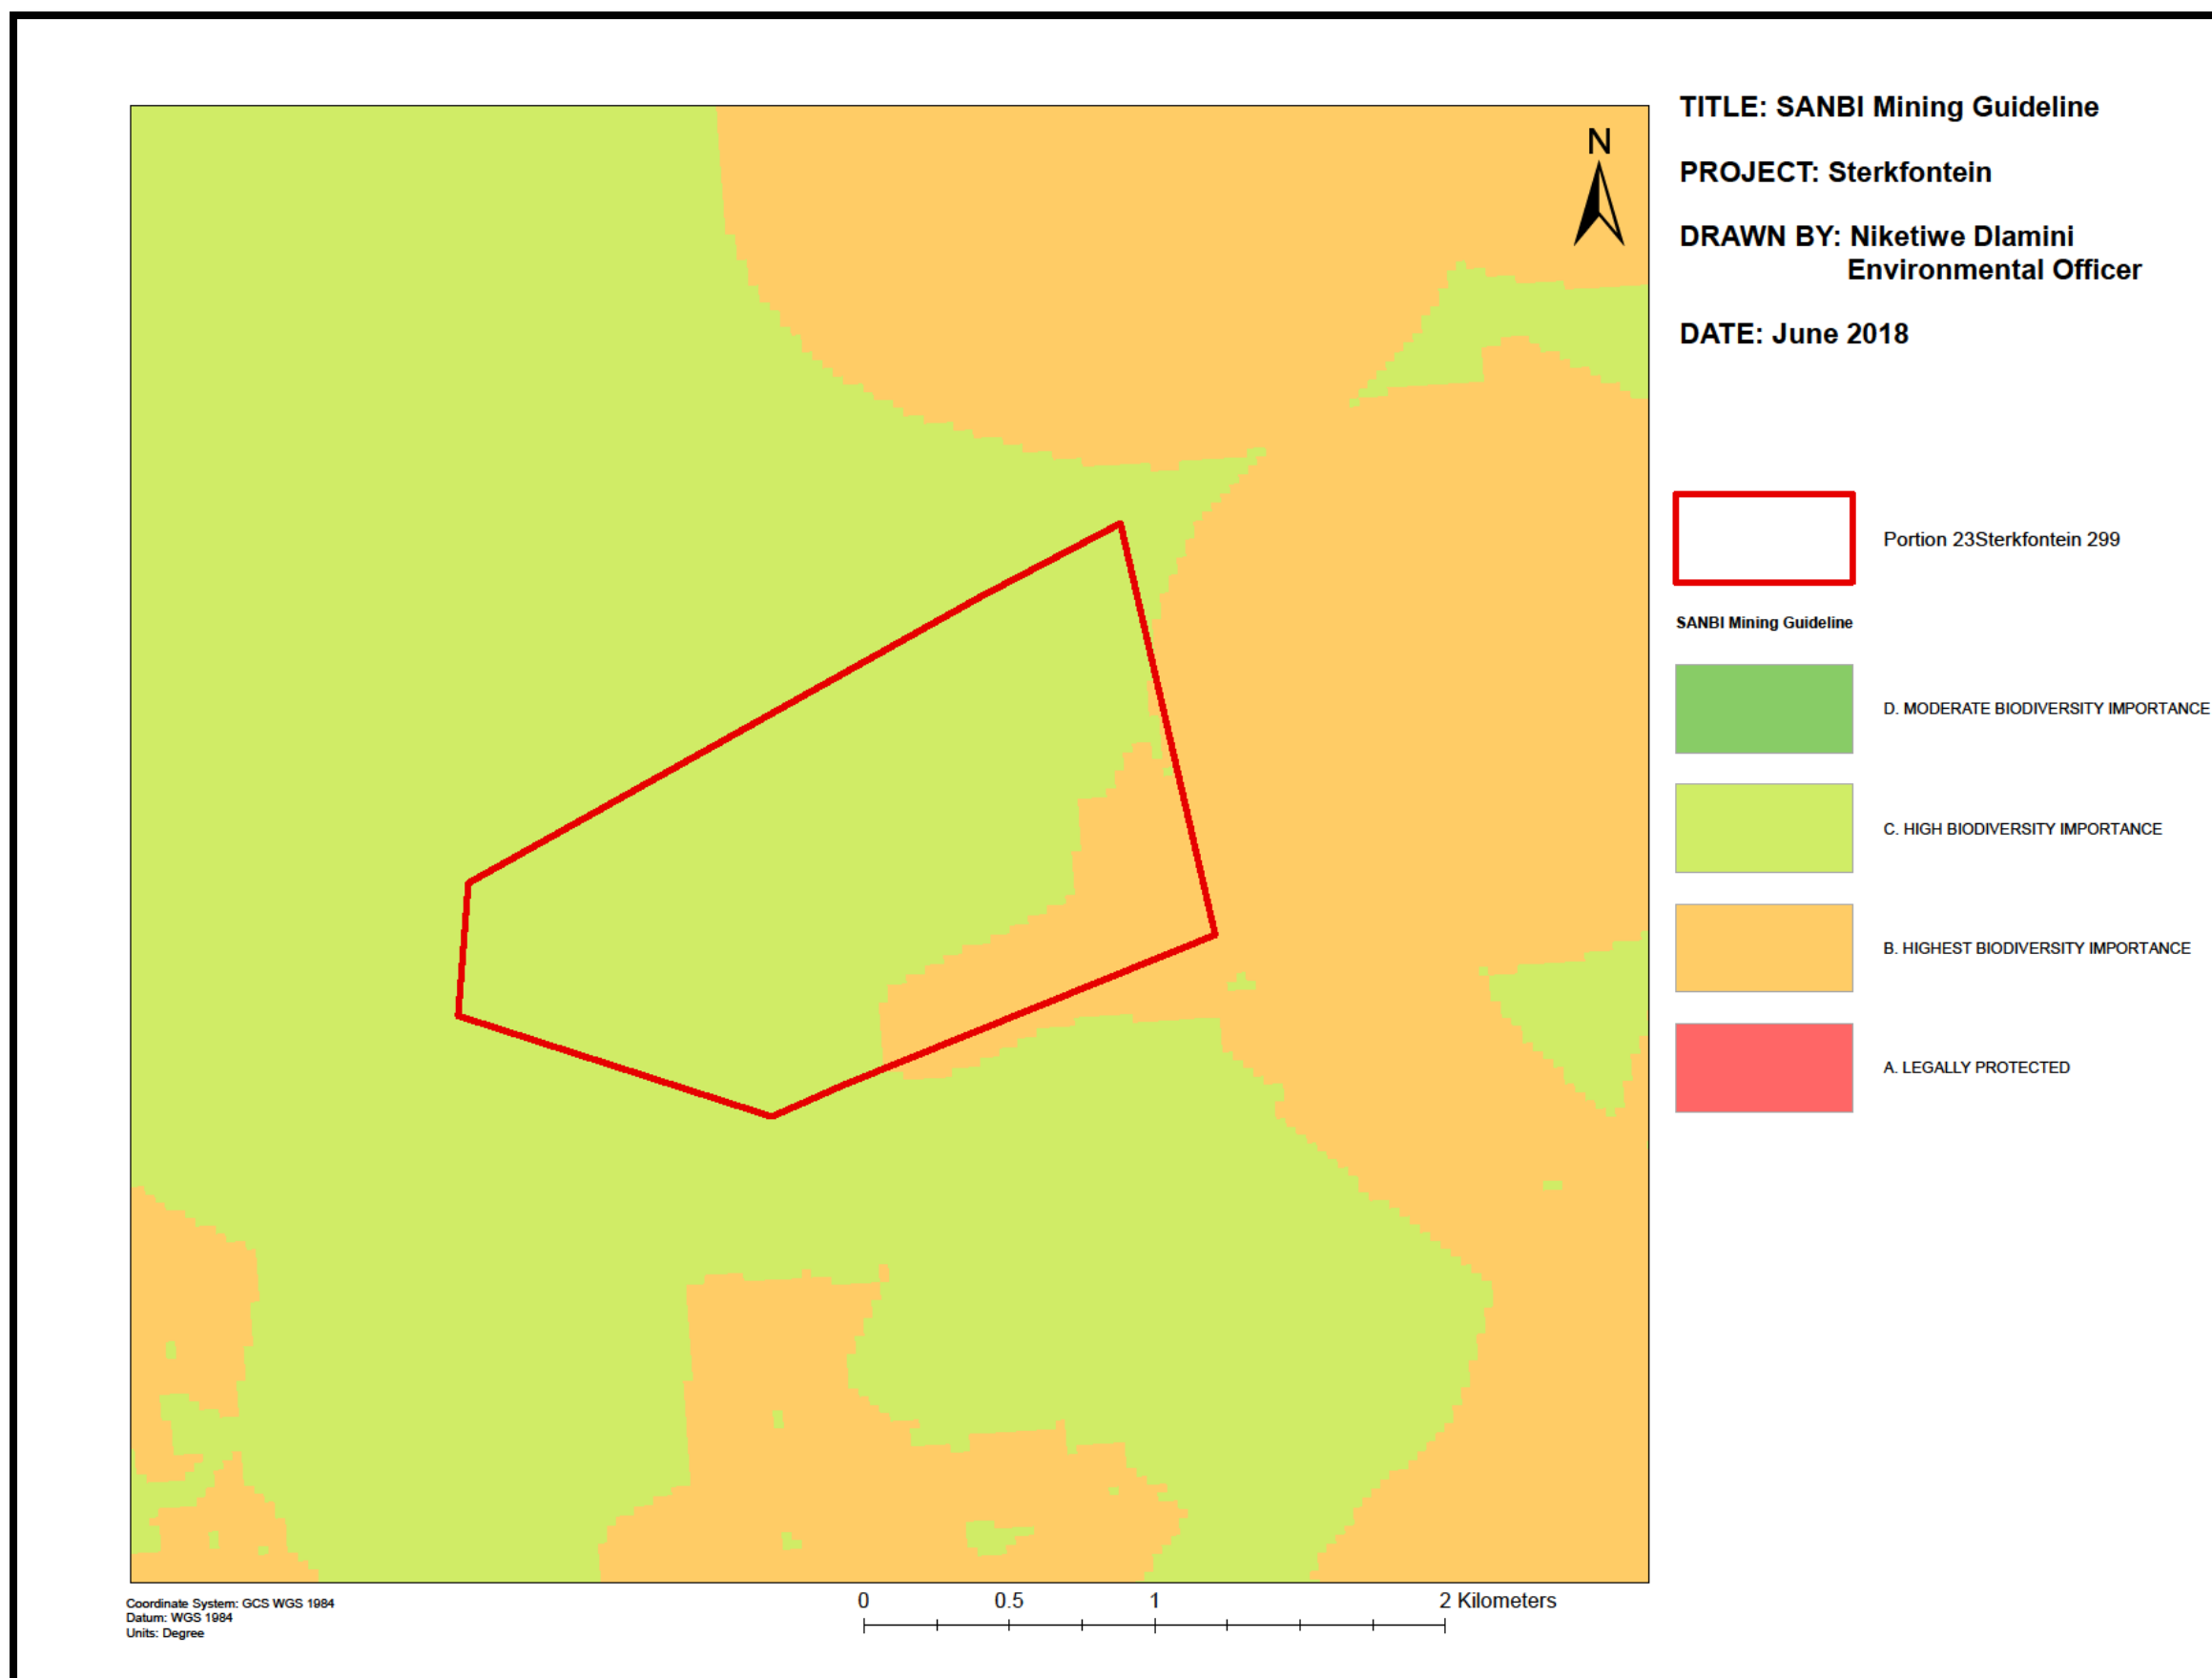 TITLE: SANBI Mining Guideline
PROJECT: Sterkfontein
DRAWN BY: Niketiwe Dlamini
Environmental Officer
DATE: June 2018
N
Portion 23Sterkfontein 299
SANBI Mining Guideline
D. MODERATE BIODIVERSITY IMPORTANCE
C. HIGH BIODIVERSITY IMPORTANCE
B. HIGHEST BIODIVERSITY IMPORTANCE
A. LEGALLY PROTECTED
Coordinate System: GCS WGS 1984
Datum: WGS 1984
Units: Degree
0 0.5 1 2 Kilometers